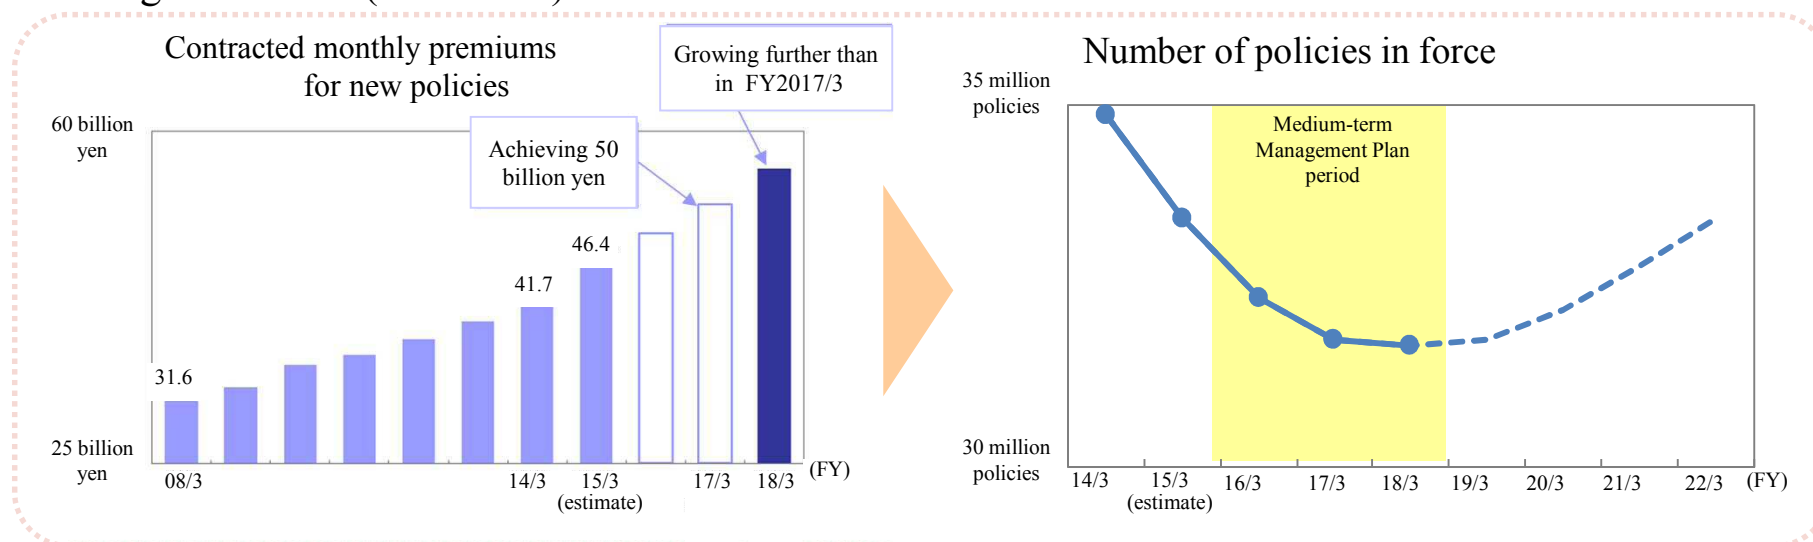 Contracted monthly premiums
for new policies
Growing further than
in FY2017/3
60 billion
yen
Achieving 50
billion yen
46.4
41.7
31.6
25 billion
yen
08/3
14/3
15/3
(estimate)
17/3
18/3
(FY)
Number of policies in force
35 million
policies
Medium-term
Management Plan
period
30 million
policies
14/3
15/3
(estimate)
16/3
17/3
18/3
19/3
20/3
21/3
22/3
(FY)